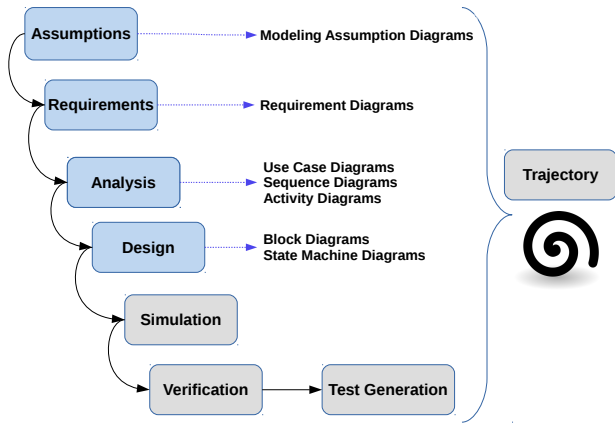 Assumptions
Modeling Assumption Diagrams
Requirements
Requirement Diagrams
Analysis
Use Case Diagrams
Sequence Diagrams
Activity Diagrams
Design
Block Diagrams
State Machine Diagrams
Simulation
Verification
Test Generation
Trajectory